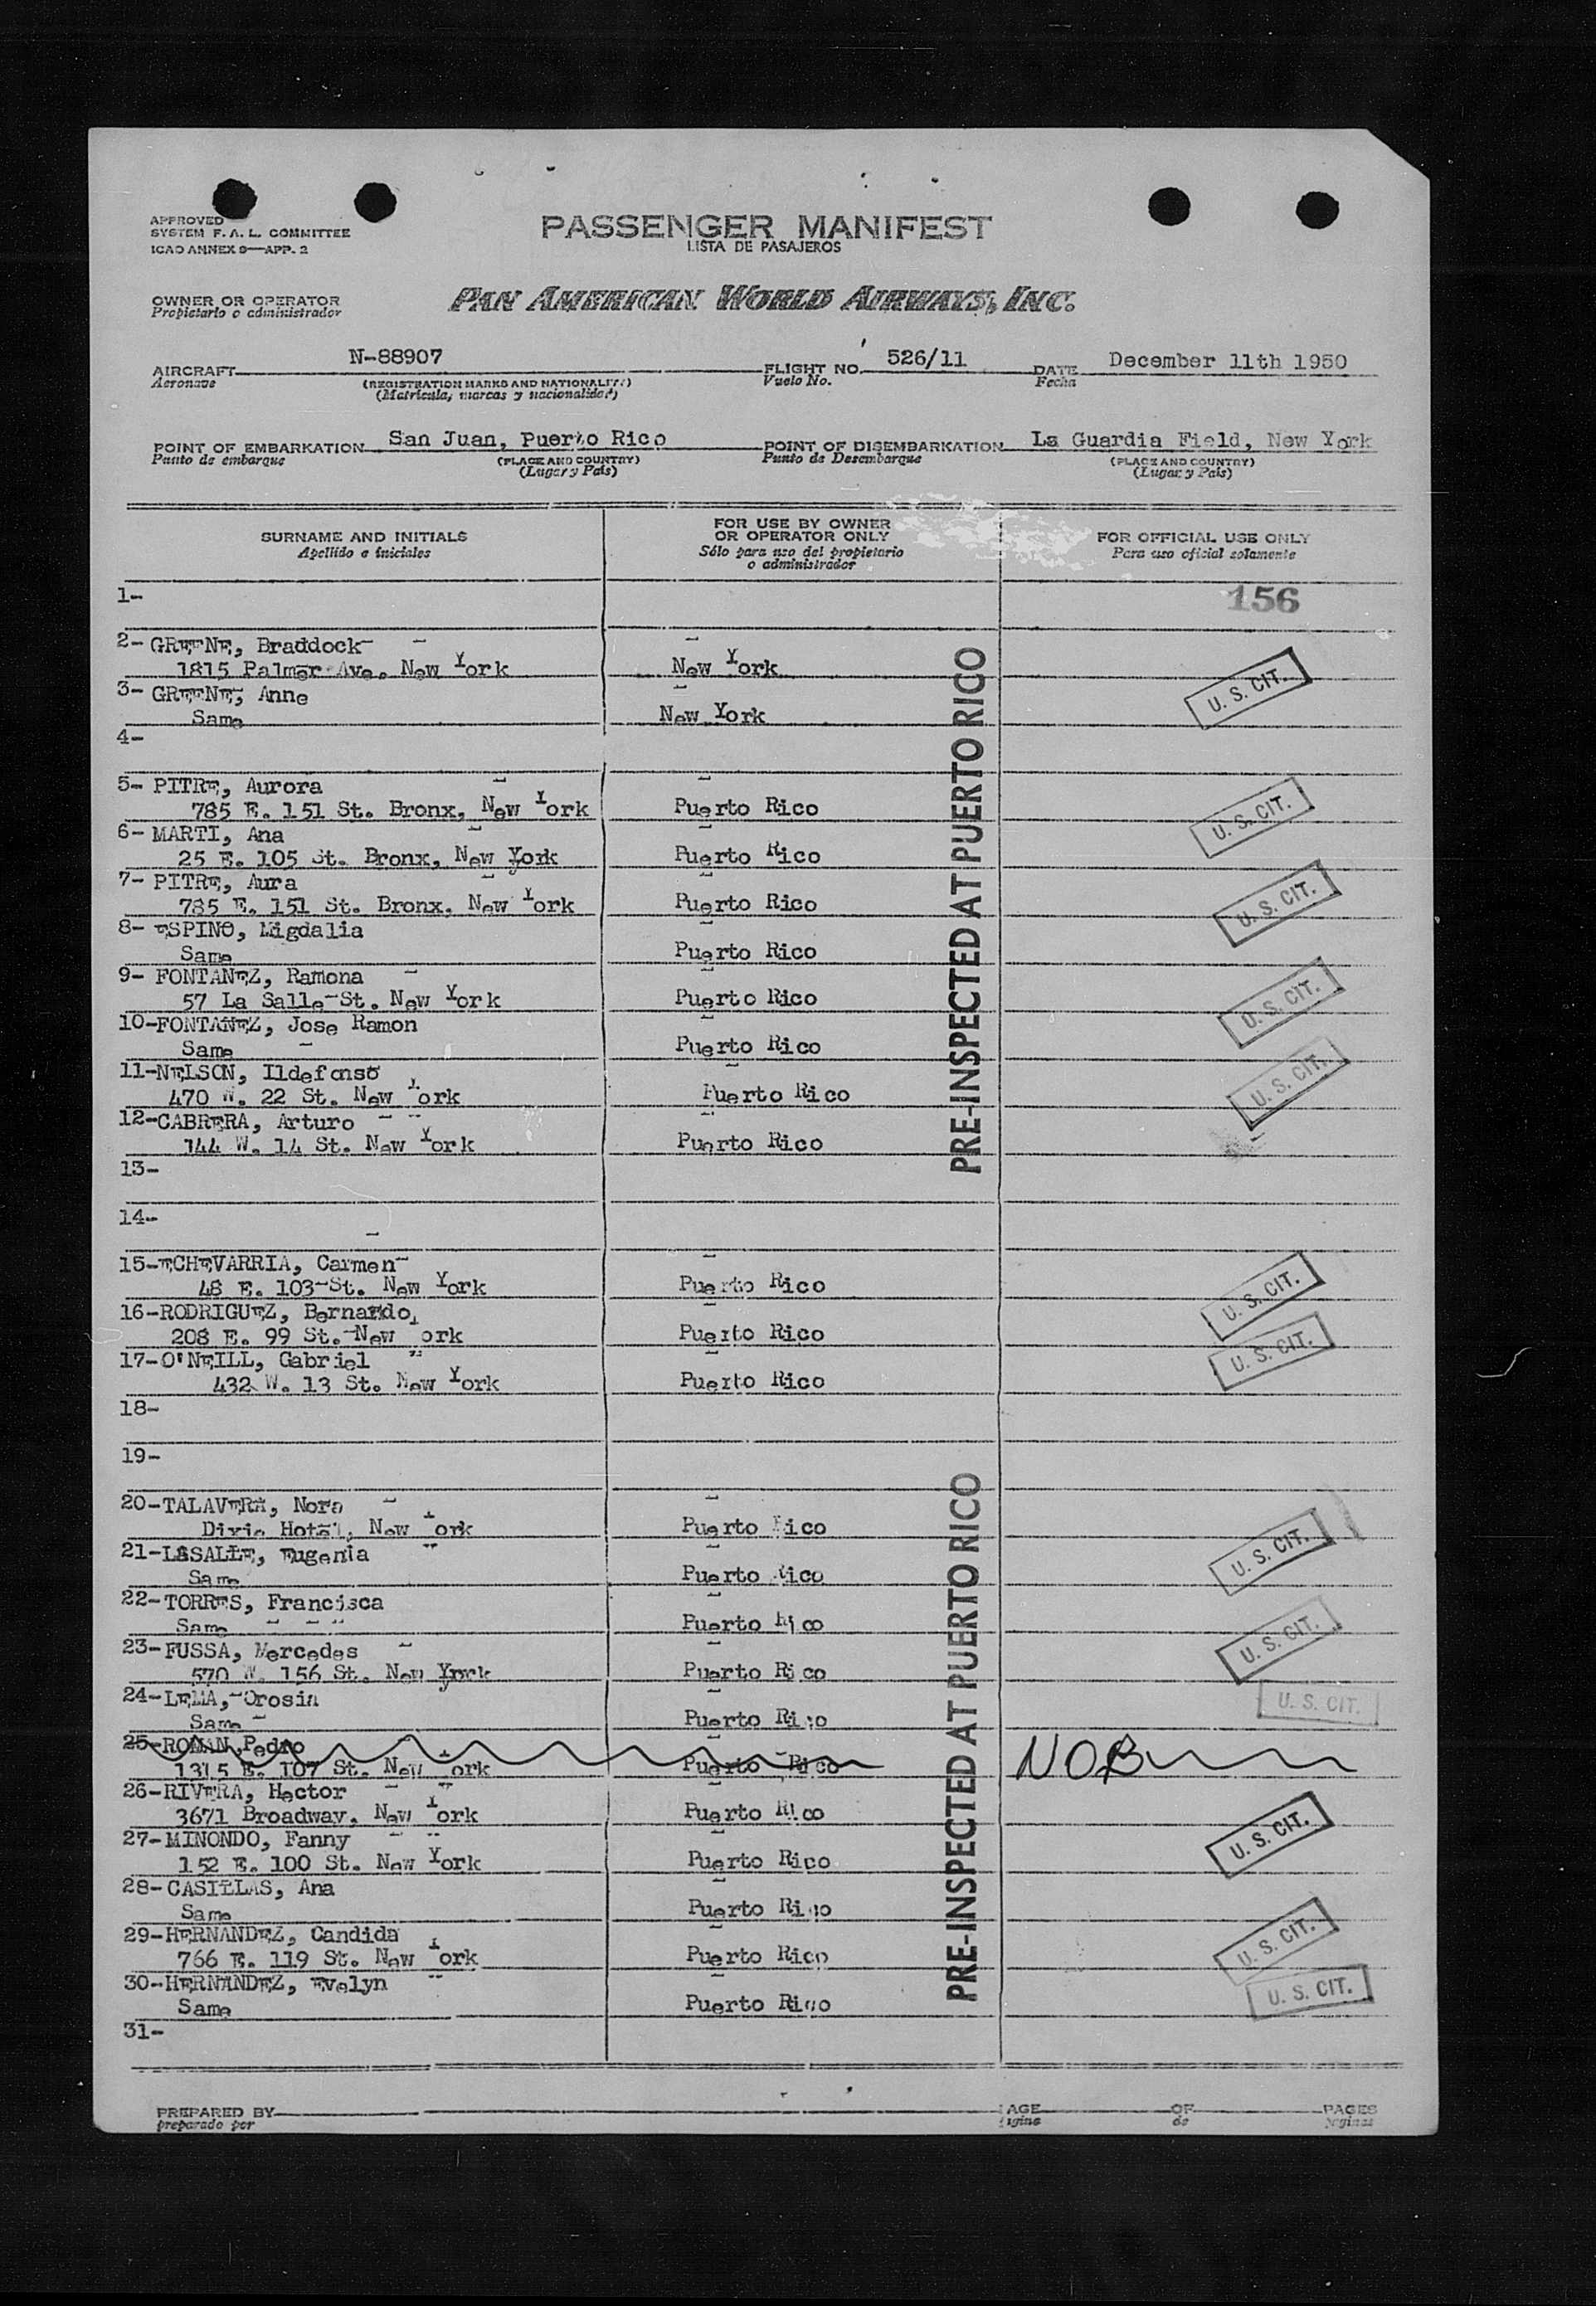 APPROVED
SYSTEM F. A. L. COMMITTEE
ICAO ANNEX 9—APP. 2
PASSENGER MANIFEST
LISTA DE PASAJEROS
OWNER OR OPERATOR
Propietario o administrador
PAN AMERICAN WORLD AIRWAYS, INC.
AIRCRAFT N-88907 FLIGHT NO. 526/11 DATE December 11th 1950
Aeronave (REGISTRATION MARKS AND NATIONALITY) Vuelo No. Fecha
(Matricula, marcas y nacionalidad)
POINT OF EMBARKATION San Juan, Puerto Rico POINT OF DISEMBARKATION La Guardia Field, New York
Punto de embarque (PLACE AND COUNTRY) Punto de Desembarque (PLACE AND COUNTRY)
(Lugar y Pais) (Lugar y Pais)
SURNAME AND INITIALS FOR USE BY OWNER OR OPERATOR ONLY FOR OFFICIAL USE ONLY
Apellido e iniciales Sólo para uso del propietario o administrador Para uso oficial solamente
1- 156
2- GREENE, Braddock
1815 Palmer Ave. New York New York
3- GREENE, Anne U. S. CIT.
Same New York
4-
5- PITRE, Aurora
785 E. 151 St. Bronx, New York Puerto Rico U. S. CIT.
6- MARTI, Ana
25 E. 105 St. Bronx, New York Puerto Rico
7- PITRE, Aura
785 E. 151 St. Bronx. New York Puerto Rico U. S. CIT.
8- ESPINO, Migdalia
Same Puerto Rico
9- FONTANEZ, Ramona
57 La Salle St. New York Puerto Rico U. S. CIT.
10-FONTANEZ, Jose Ramon
Same Puerto Rico
11-NELSON, Ildefonso
470 W. 22 St. New York Puerto Rico U. S. CIT.
12-CABRERA, Arturo
144 W. 14 St. New York Puerto Rico
PRE-INSPECTED AT PUERTO RICO
13-
14-
15-ECHEVARRIA, Carmen
48 E. 103 St. New York Puerto Rico U. S. CIT.
16-RODRIGUEZ, Bernardo
208 E. 99 St. New York Puerto Rico U. S. CIT.
17-O'NEILL, Gabriel
432 W. 13 St. New York Puerto Rico
18-
19-
20-TALAVERA, Nora
Dixie Hotel, New York Puerto Rico
21-LASALLE, Eugenia U. S. CIT.
Same Puerto Rico
22-TORRES, Francisca
Same Puerto Rico U. S. CIT.
23-FUSSA, Mercedes
570 W. 156 St. New York Puerto Rico
24-LEMA, Orosia U. S. CIT.
Same Puerto Rico
25-ROMAN,Pedro
1315 E. 107 St. New York Puerto Rico NOB
26-RIVERA, Hector
3671 Broadway. New York Puerto Rico U. S. CIT.
27-MINONDO, Fanny
152 E. 100 St. New York Puerto Rico
28-CASILLAS, Ana
Same Puerto Rico
29-HERNANDEZ, Candida
766 E. 119 St. New York Puerto Rico U. S. CIT.
30-HERNANDEZ, Evelyn
Same Puerto Rico U. S. CIT.
PRE-INSPECTED AT PUERTO RICO
31-
PREPARED BY PAGE OF PAGES
preparado por página de páginas